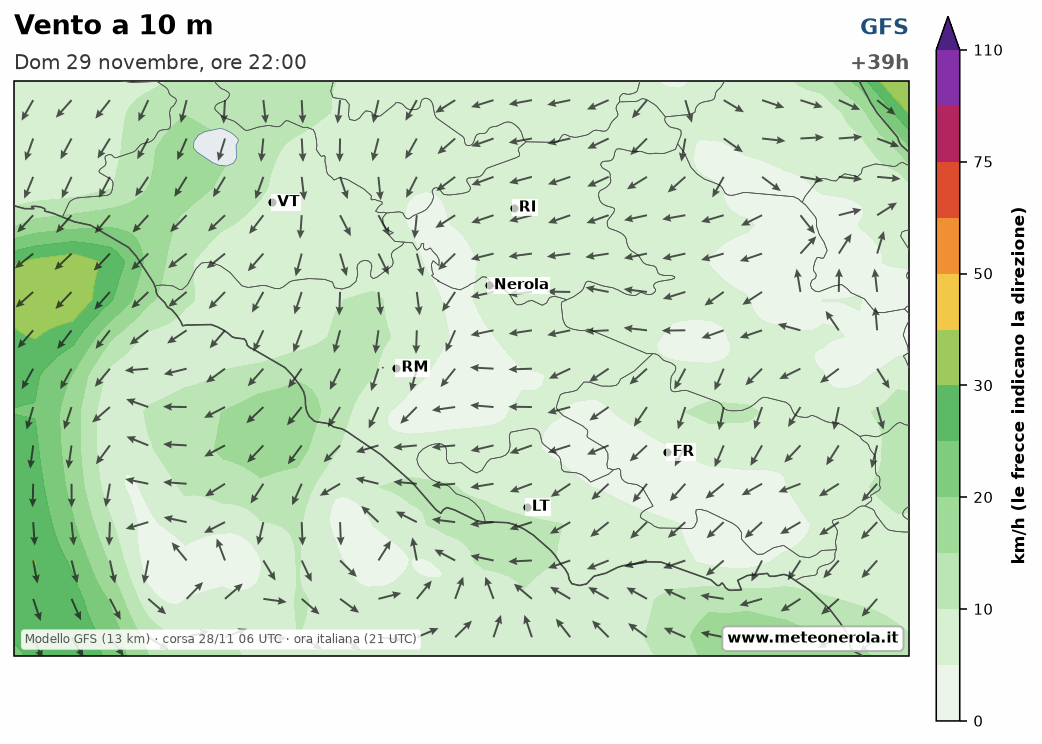 Vento a 10 m
GFS
Dom 29 novembre, ore 22:00
+39h
VT
RI
Nerola
RM
FR
LT
Modello GFS (13 km) · corsa 28/11 06 UTC · ora italiana (21 UTC)
www.meteonerola.it
110
75
50
30
20
10
0
km/h (le frecce indicano la direzione)